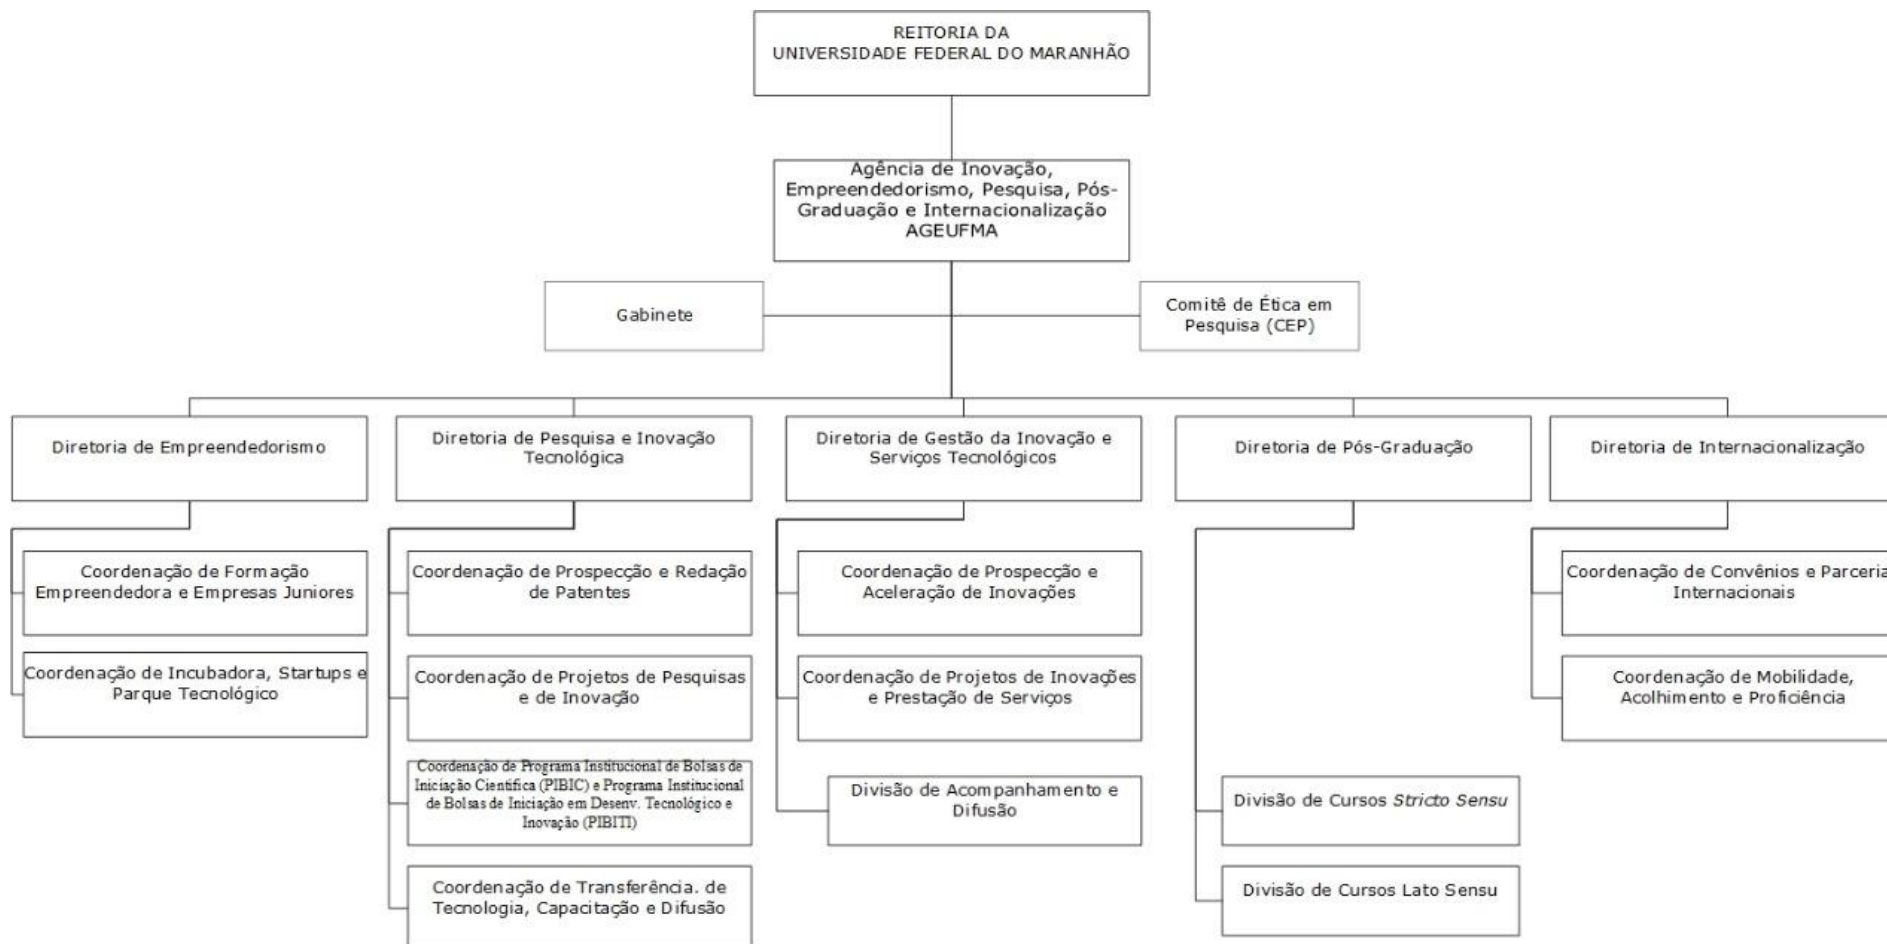 REITORIA DA
UNIVERSIDADE FEDERAL DO MARANHÃO
Agência de Inovação,
Empreendedorismo, Pesquisa, Pós-
Graduação e Internacionalização
AGEUFMA
Gabinete
Comitê de Ética em
Pesquisa (CEP)
Diretoria de Empreendedorismo
Diretoria de Pesquisa e Inovação
Tecnológica
Diretoria de Gestão da Inovação e
Serviços Tecnológicos
Diretoria de Pós-Graduação
Diretoria de Internacionalização
Coordenação de Formação
Empreendedora e Empresas Juniores
Coordenação de Incubadora, Startups e
Parque Tecnológico
Coordenação de Prospecção e Redação
de Patentes
Coordenação de Projetos de Pesquisas
e de Inovação
Coordenação de Programa Institucional de Bolsas de
Iniciação Científica (PIBIC) e Programa Institucional
de Bolsas de Iniciação em Desenv. Tecnológico e
Inovação (PIBITI)
Coordenação de Transferência. de
Tecnologia, Capacitação e Difusão
Coordenação de Prospecção e
Aceleração de Inovações
Coordenação de Projetos de Inovações
e Prestação de Serviços
Divisão de Acompanhamento e
Difusão
Divisão de Cursos Stricto Sensu
Divisão de Cursos Lato Sensu
Coordenação de Convênios e Parceria
Internacionais
Coordenação de Mobilidade,
Acolhimento e Proficiência